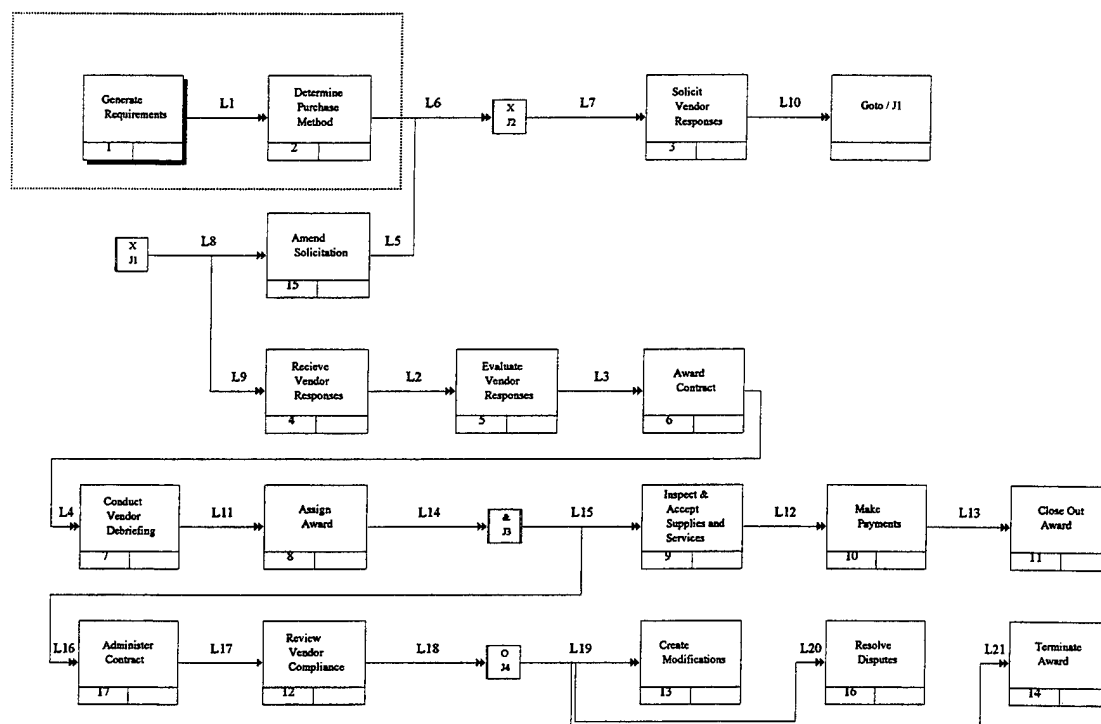 Generate
Requirements
1
L1
Determine
Purchase
Method
2
L6
X
J2
L7
Solicit
Vendor
Responses
3
L10
Goto / J1
X
J1
L8
Amend
Solicitation
15
L5
L9
Recieve
Vendor
Responses
4
L2
Evaluate
Vendor
Responses
5
L3
Award
Contract
6
L4
Conduct
Vendor
Debriefing
7
L11
Assign
Award
8
L14
&
J3
L15
Inspect &
Accept
Supplies and
Services
9
L12
Make
Payments
10
L13
Close Out
Award
11
L16
Administer
Contract
17
L17
Review
Vendor
Compliance
12
L18
O
J4
L19
Create
Modifications
13
L20
Resolve
Disputes
16
L21
Terminate
Award
14